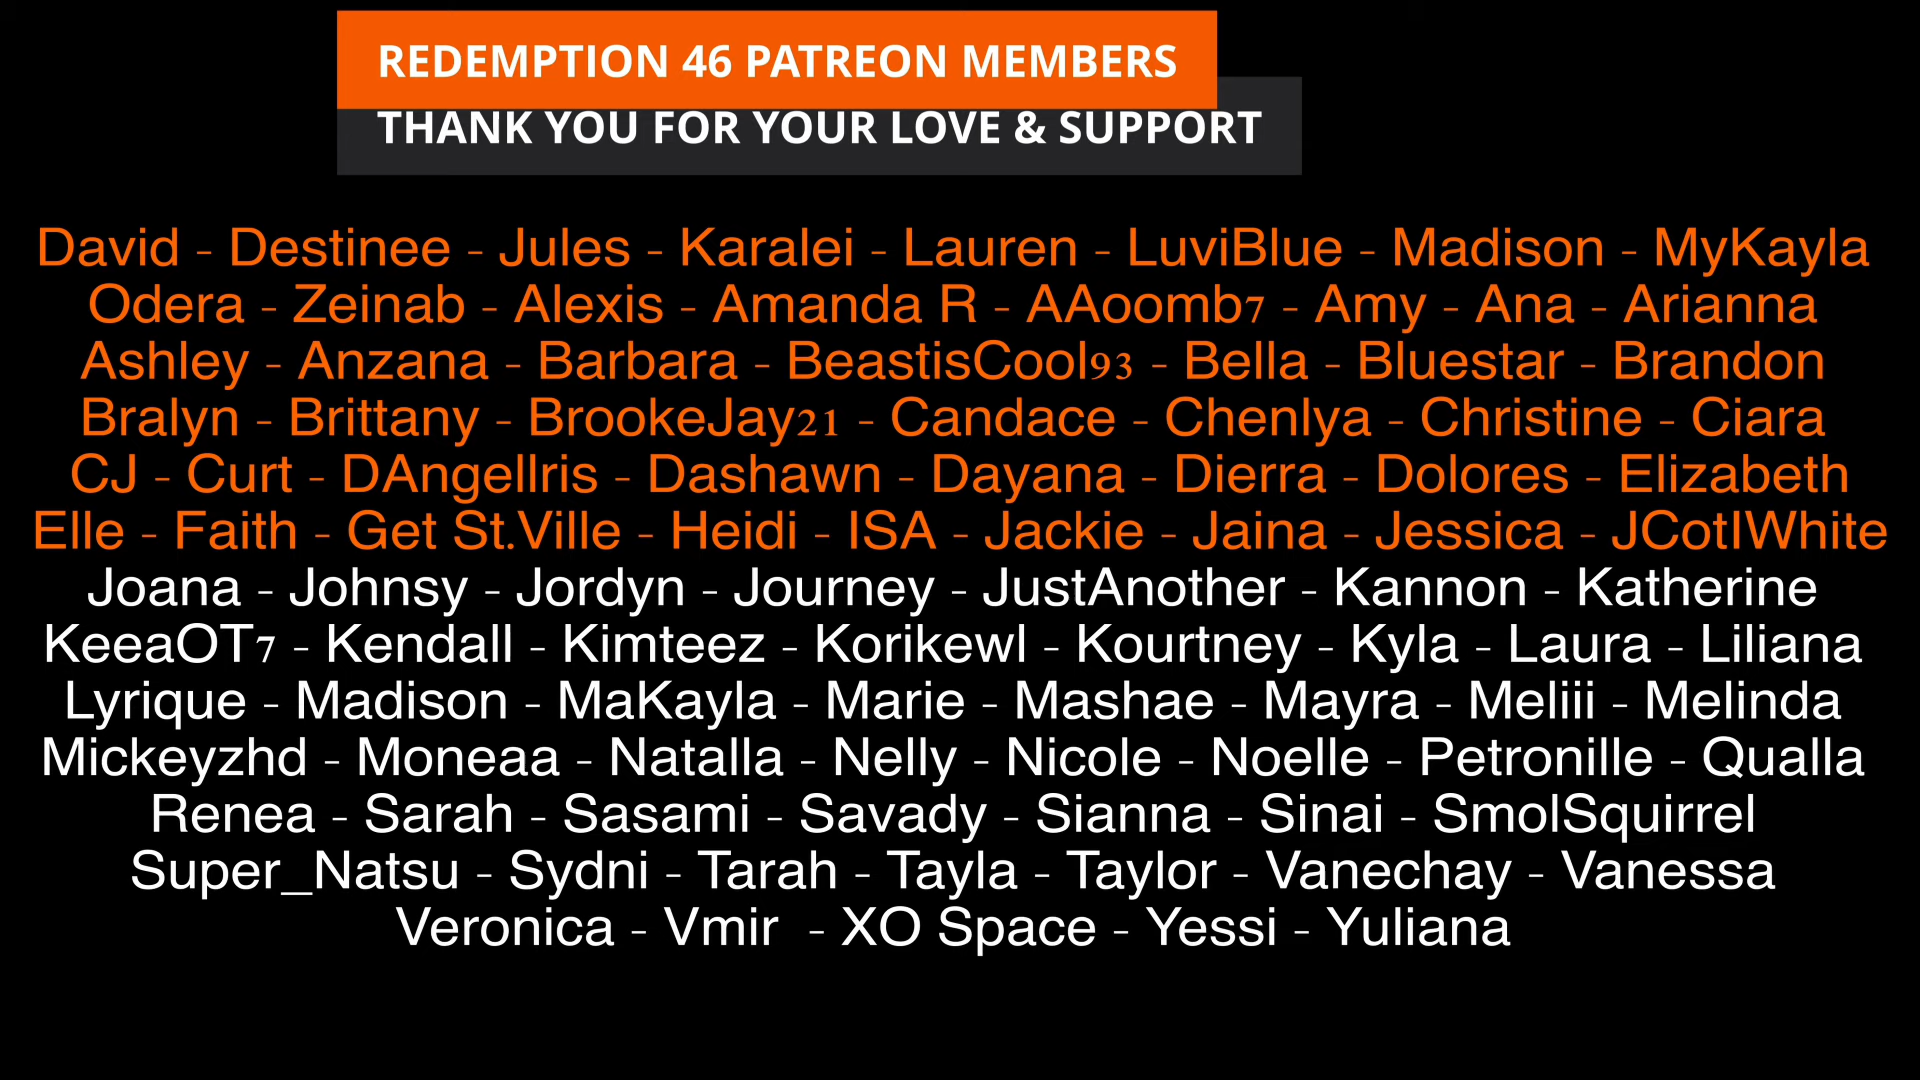 REDEMPTION 46 PATREON MEMBERS
THANK YOU FOR YOUR LOVE & SUPPORT
David - Destinee - Jules - Karalei - Lauren - LuviBlue - Madison - MyKayla
Odera - Zeinab - Alexis - Amanda R - AAoomb7 - Amy - Ana - Arianna
Ashley - Anzana - Barbara - BeastisCool93 - Bella - Bluestar - Brandon
Bralyn - Brittany - BrookeJay21 - Candace - Chenlya - Christine - Ciara
CJ - Curt - DAngelIris - Dashawn - Dayana - Dierra - Dolores - Elizabeth
Elle - Faith - Get St.Ville - Heidi - ISA - Jackie - Jaina - Jessica - JCotIWhite
Joana - Johnsy - Jordyn - Journey - JustAnother - Kannon - Katherine
KeeaOT7 - Kendall - Kimteez - Korikewl - Kourtney - Kyla - Laura - Liliana
Lyrique - Madison - MaKayla - Marie - Mashae - Mayra - Meliii - Melinda
Mickeyzhd - Moneaa - Natalla - Nelly - Nicole - Noelle - Petronille - Qualla
Renea - Sarah - Sasami - Savady - Sianna - Sinai - SmolSquirrel
Super_Natsu - Sydni - Tarah - Tayla - Taylor - Vanechay - Vanessa
Veronica - Vmir - XO Space - Yessi - Yuliana